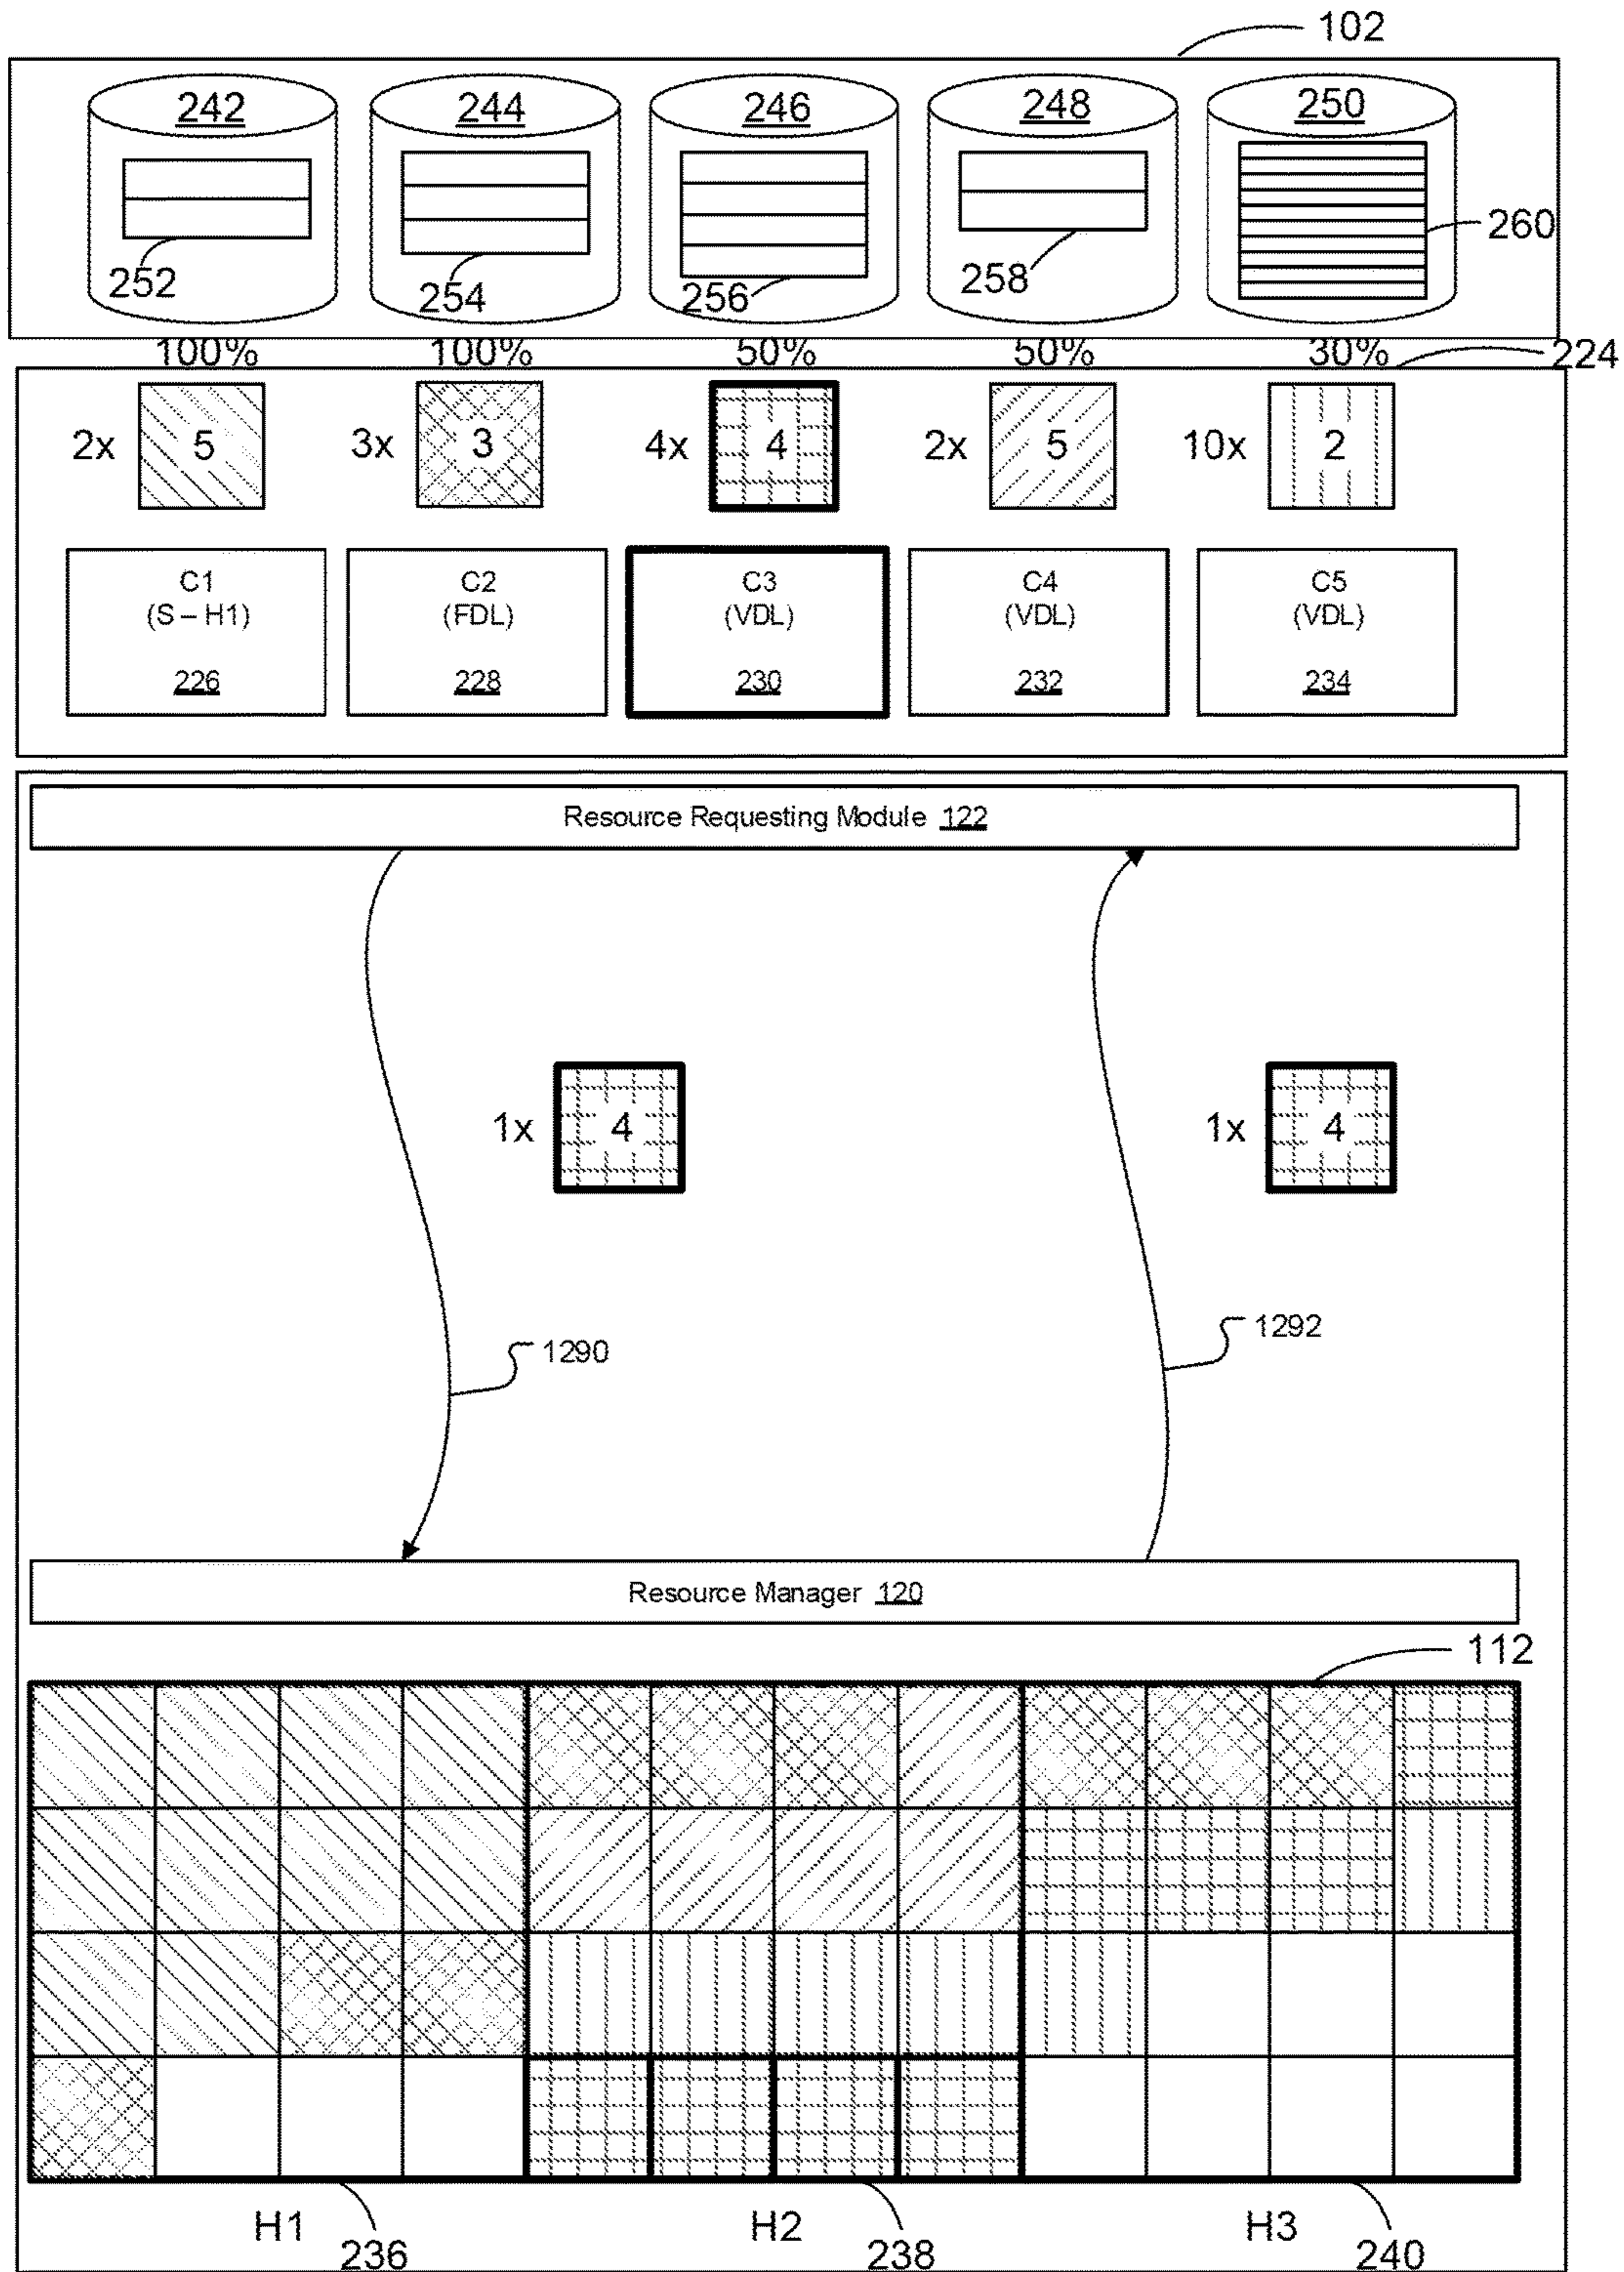 102
242 244 246 248 250
260
252 254 256 258
100% 100% 50% 50% 30% 224
2x 5 3x 3 4x 4 2x 5 10x 2
C1 C2 C3 C4 C5
(S – H1) (FDL) (VDL) (VDL) (VDL)
226 228 230 232 234
Resource Requesting Module 122
1x 4 1x 4
1290 1292
Resource Manager 120
112
H1 H2 H3
236 238 240